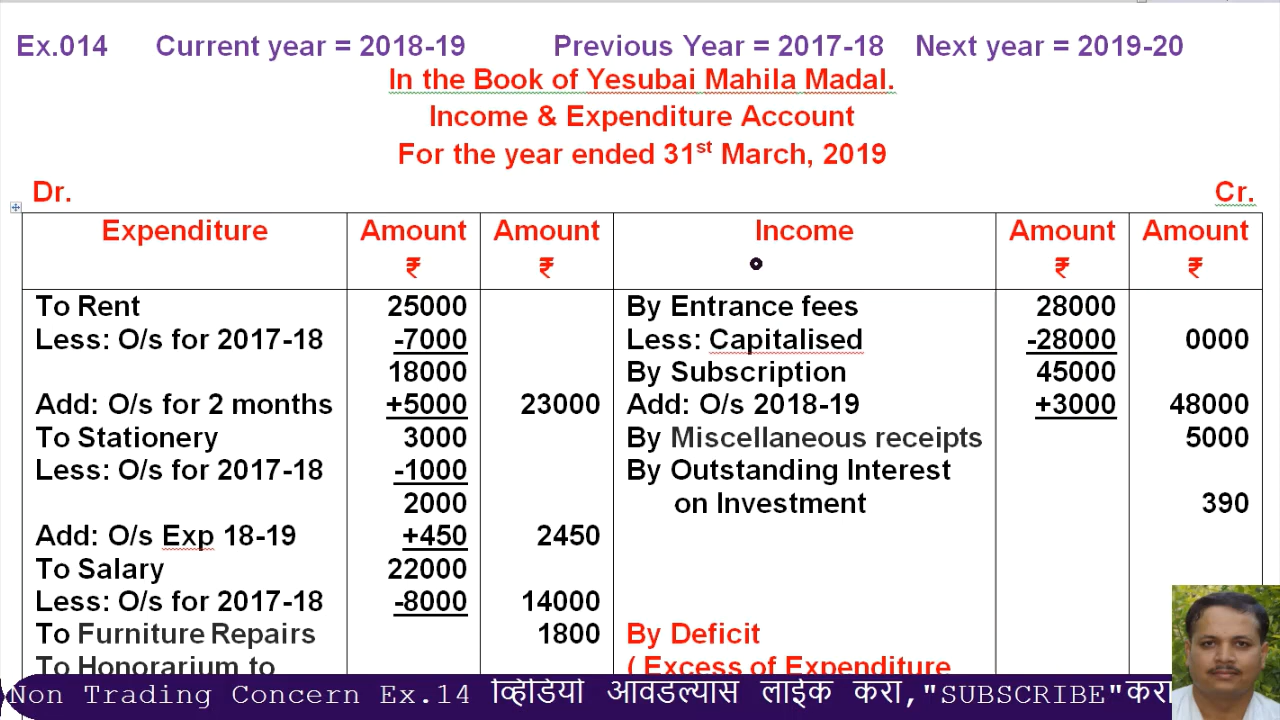 Ex.014 Current year = 2018-19 Previous Year = 2017-18 Next year = 2019-20
In the Book of Yesubai Mahila Madal.
Income & Expenditure Account
For the year ended 31st March, 2019
Dr. Cr.
Expenditure Amount Amount Income Amount Amount
₹ ₹ ₹ ₹
To Rent 25000 By Entrance fees 28000
Less: O/s for 2017-18 -7000 Less: Capitalised -28000 0000
18000 By Subscription 45000
Add: O/s for 2 months +5000 23000 Add: O/s 2018-19 +3000 48000
To Stationery 3000 By Miscellaneous receipts 5000
Less: O/s for 2017-18 -1000 By Outstanding Interest
2000 on Investment 390
Add: O/s Exp 18-19 +450 2450
To Salary 22000
Less: O/s for 2017-18 -8000 14000
To Furniture Repairs 1800 By Deficit
To Honorarium to ( Excess of Expenditure
Non Trading Concern Ex.14 व्हिडियो आवडल्यास लाईक करा,"SUBSCRIBE"करा